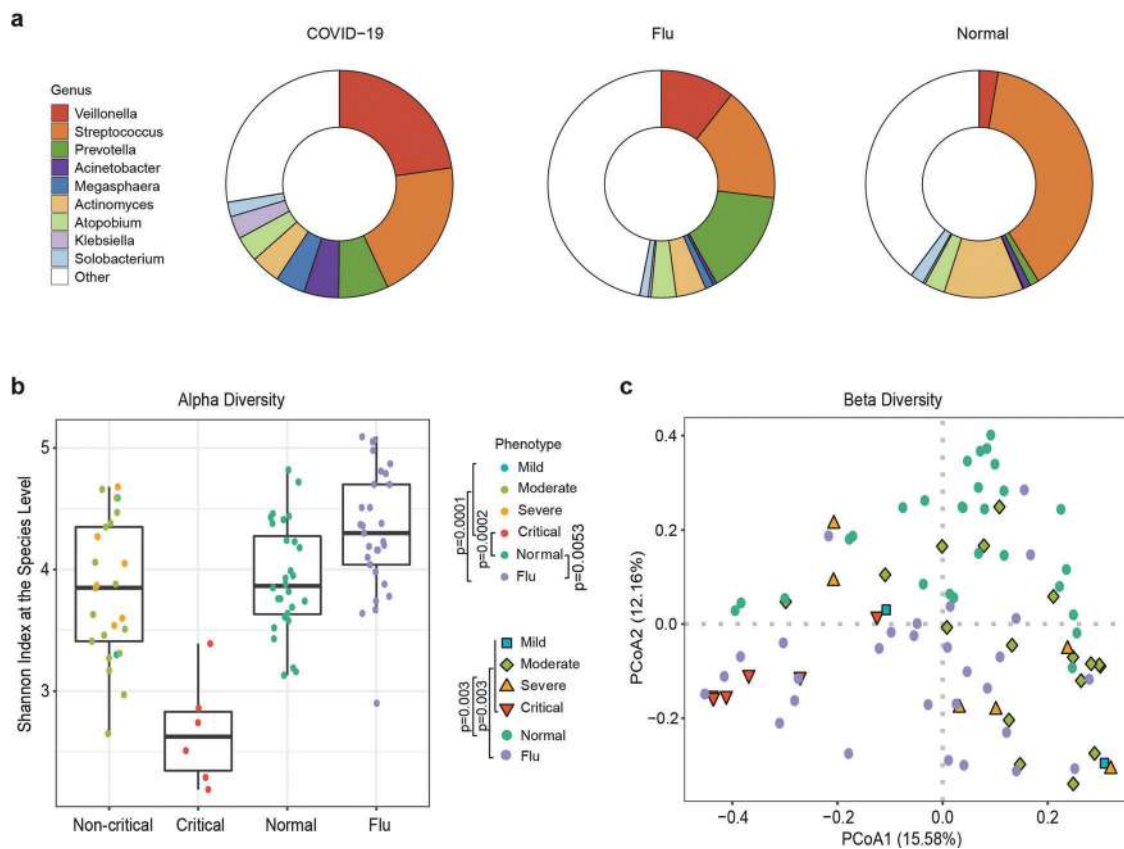 a
COVID−19
Flu
Normal
Genus
Veillonella
Streptococcus
Prevotella
Acinetobacter
Megasphaera
Actinomyces
Atopobium
Klebsiella
Solobacterium
Other
b
Alpha Diversity
Shannon Index at the Species Level
5
4
3
Non-critical
Critical
Normal
Flu
Phenotype
Mild
Moderate
Severe
Critical
Normal
Flu
p=0.0001
p=0.0002
p=0.0053
Mild
Moderate
Severe
Critical
Normal
Flu
p=0.003
p=0.003
c
Beta Diversity
PCoA2 (12.16%)
0.4
0.2
0.0
−0.2
−0.4
−0.2
0.0
0.2
PCoA1 (15.58%)